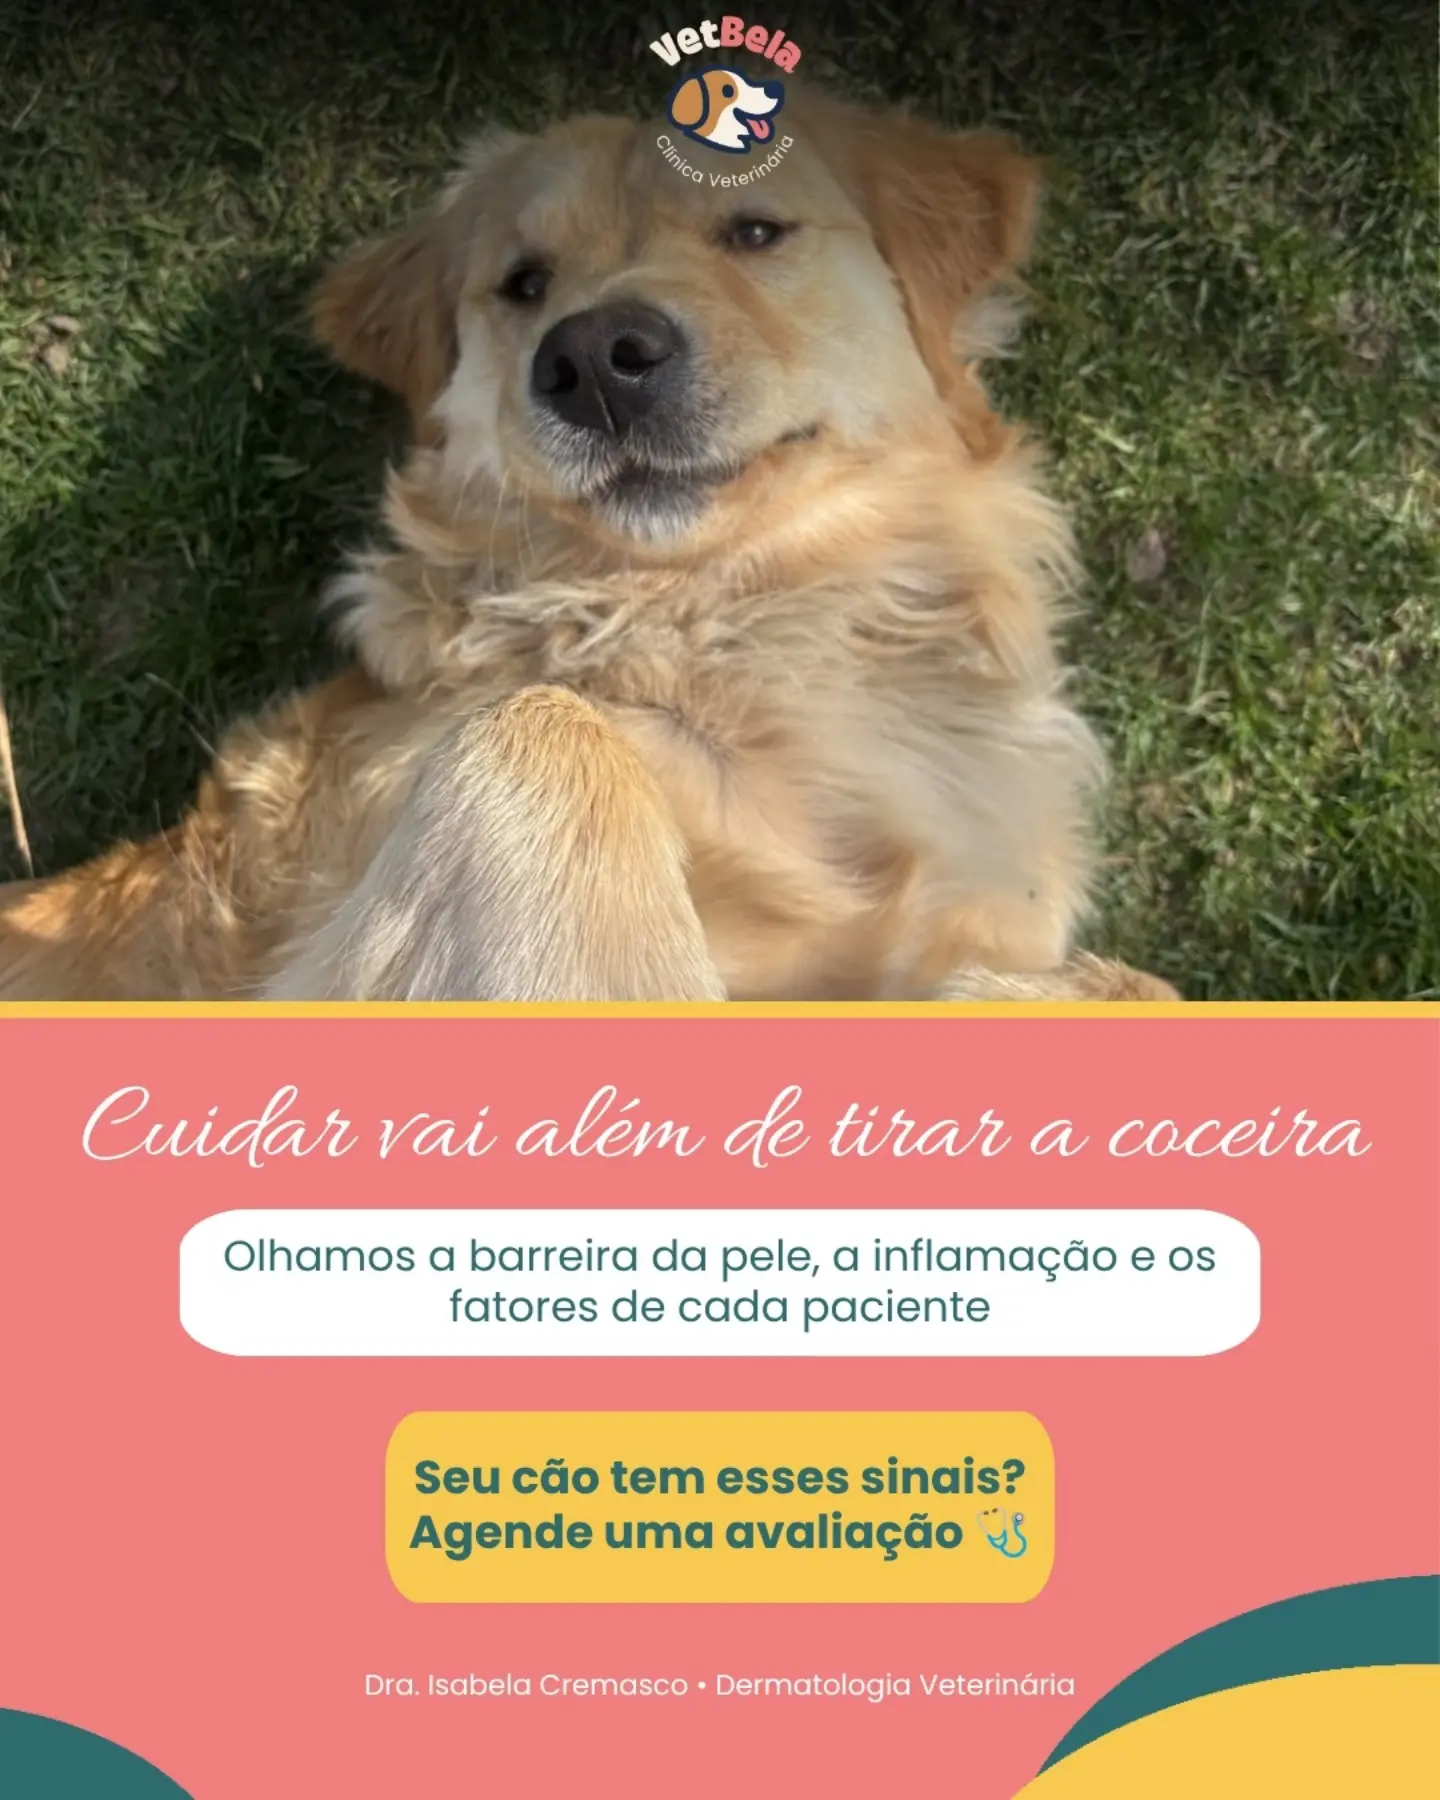 VetBela
Clínica Veterinária
Cuidar vai além de tirar a coceira
Olhamos a barreira da pele, a inflamação e os
fatores de cada paciente
Seu cão tem esses sinais?
Agende uma avaliação 🩺
Dra. Isabela Cremasco • Dermatologia Veterinária